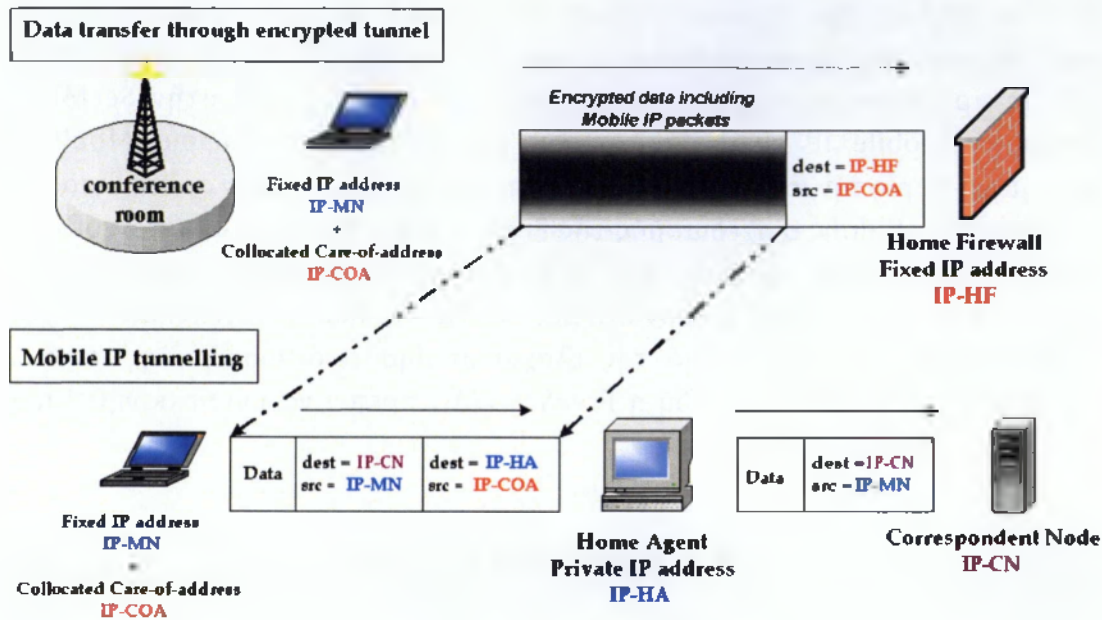 Data transfer through encrypted tunnel
Encrypted data including
Mobile IP packets
conference
room
Fixed IP address
IP-MN
+
Collocated Care-of-address
IP-COA
dest = IP-HF
src = IP-COA
Home Firewall
Fixed IP address
IP-HF
Mobile IP tunnelling
Data
dest = IP-CN
src = IP-MN
dest = IP-HA
src = IP-COA
Data
dest =IP-CN
src =IP-MN
Fixed IP address
IP-MN
Collocated Care-of-address
IP-COA
Home Agent
Private IP address
IP-HA
Correspondent Node
IP-CN